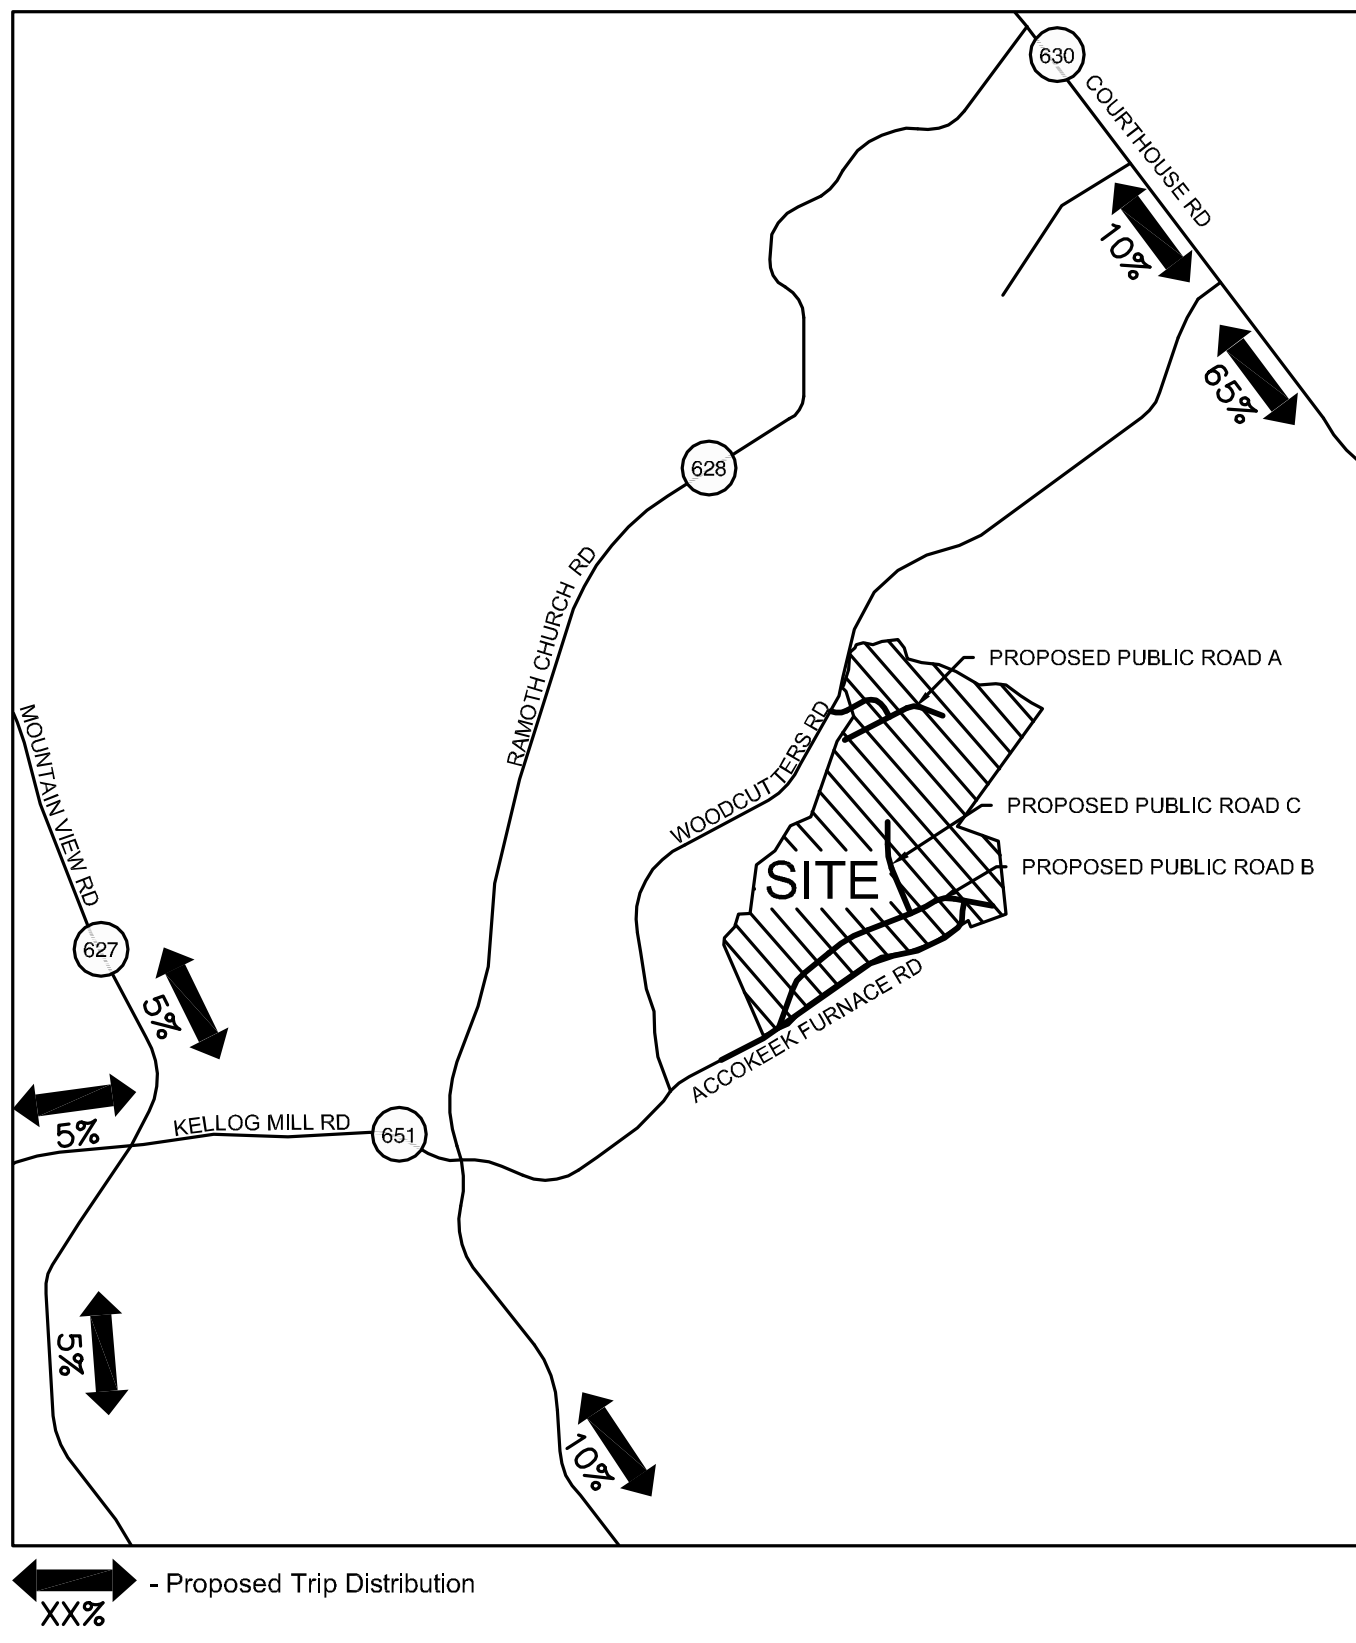 630
COURTHOUSE RD
10%
65%
628
RAMOTH CHURCH RD
PROPOSED PUBLIC ROAD A
WOODCUTTERS RD
PROPOSED PUBLIC ROAD C
PROPOSED PUBLIC ROAD B
SITE
MOUNTAIN VIEW RD
627
5%
ACCOKEEK FURNACE RD
5%
KELLOG MILL RD
651
5%
10%
XX%
- Proposed Trip Distribution